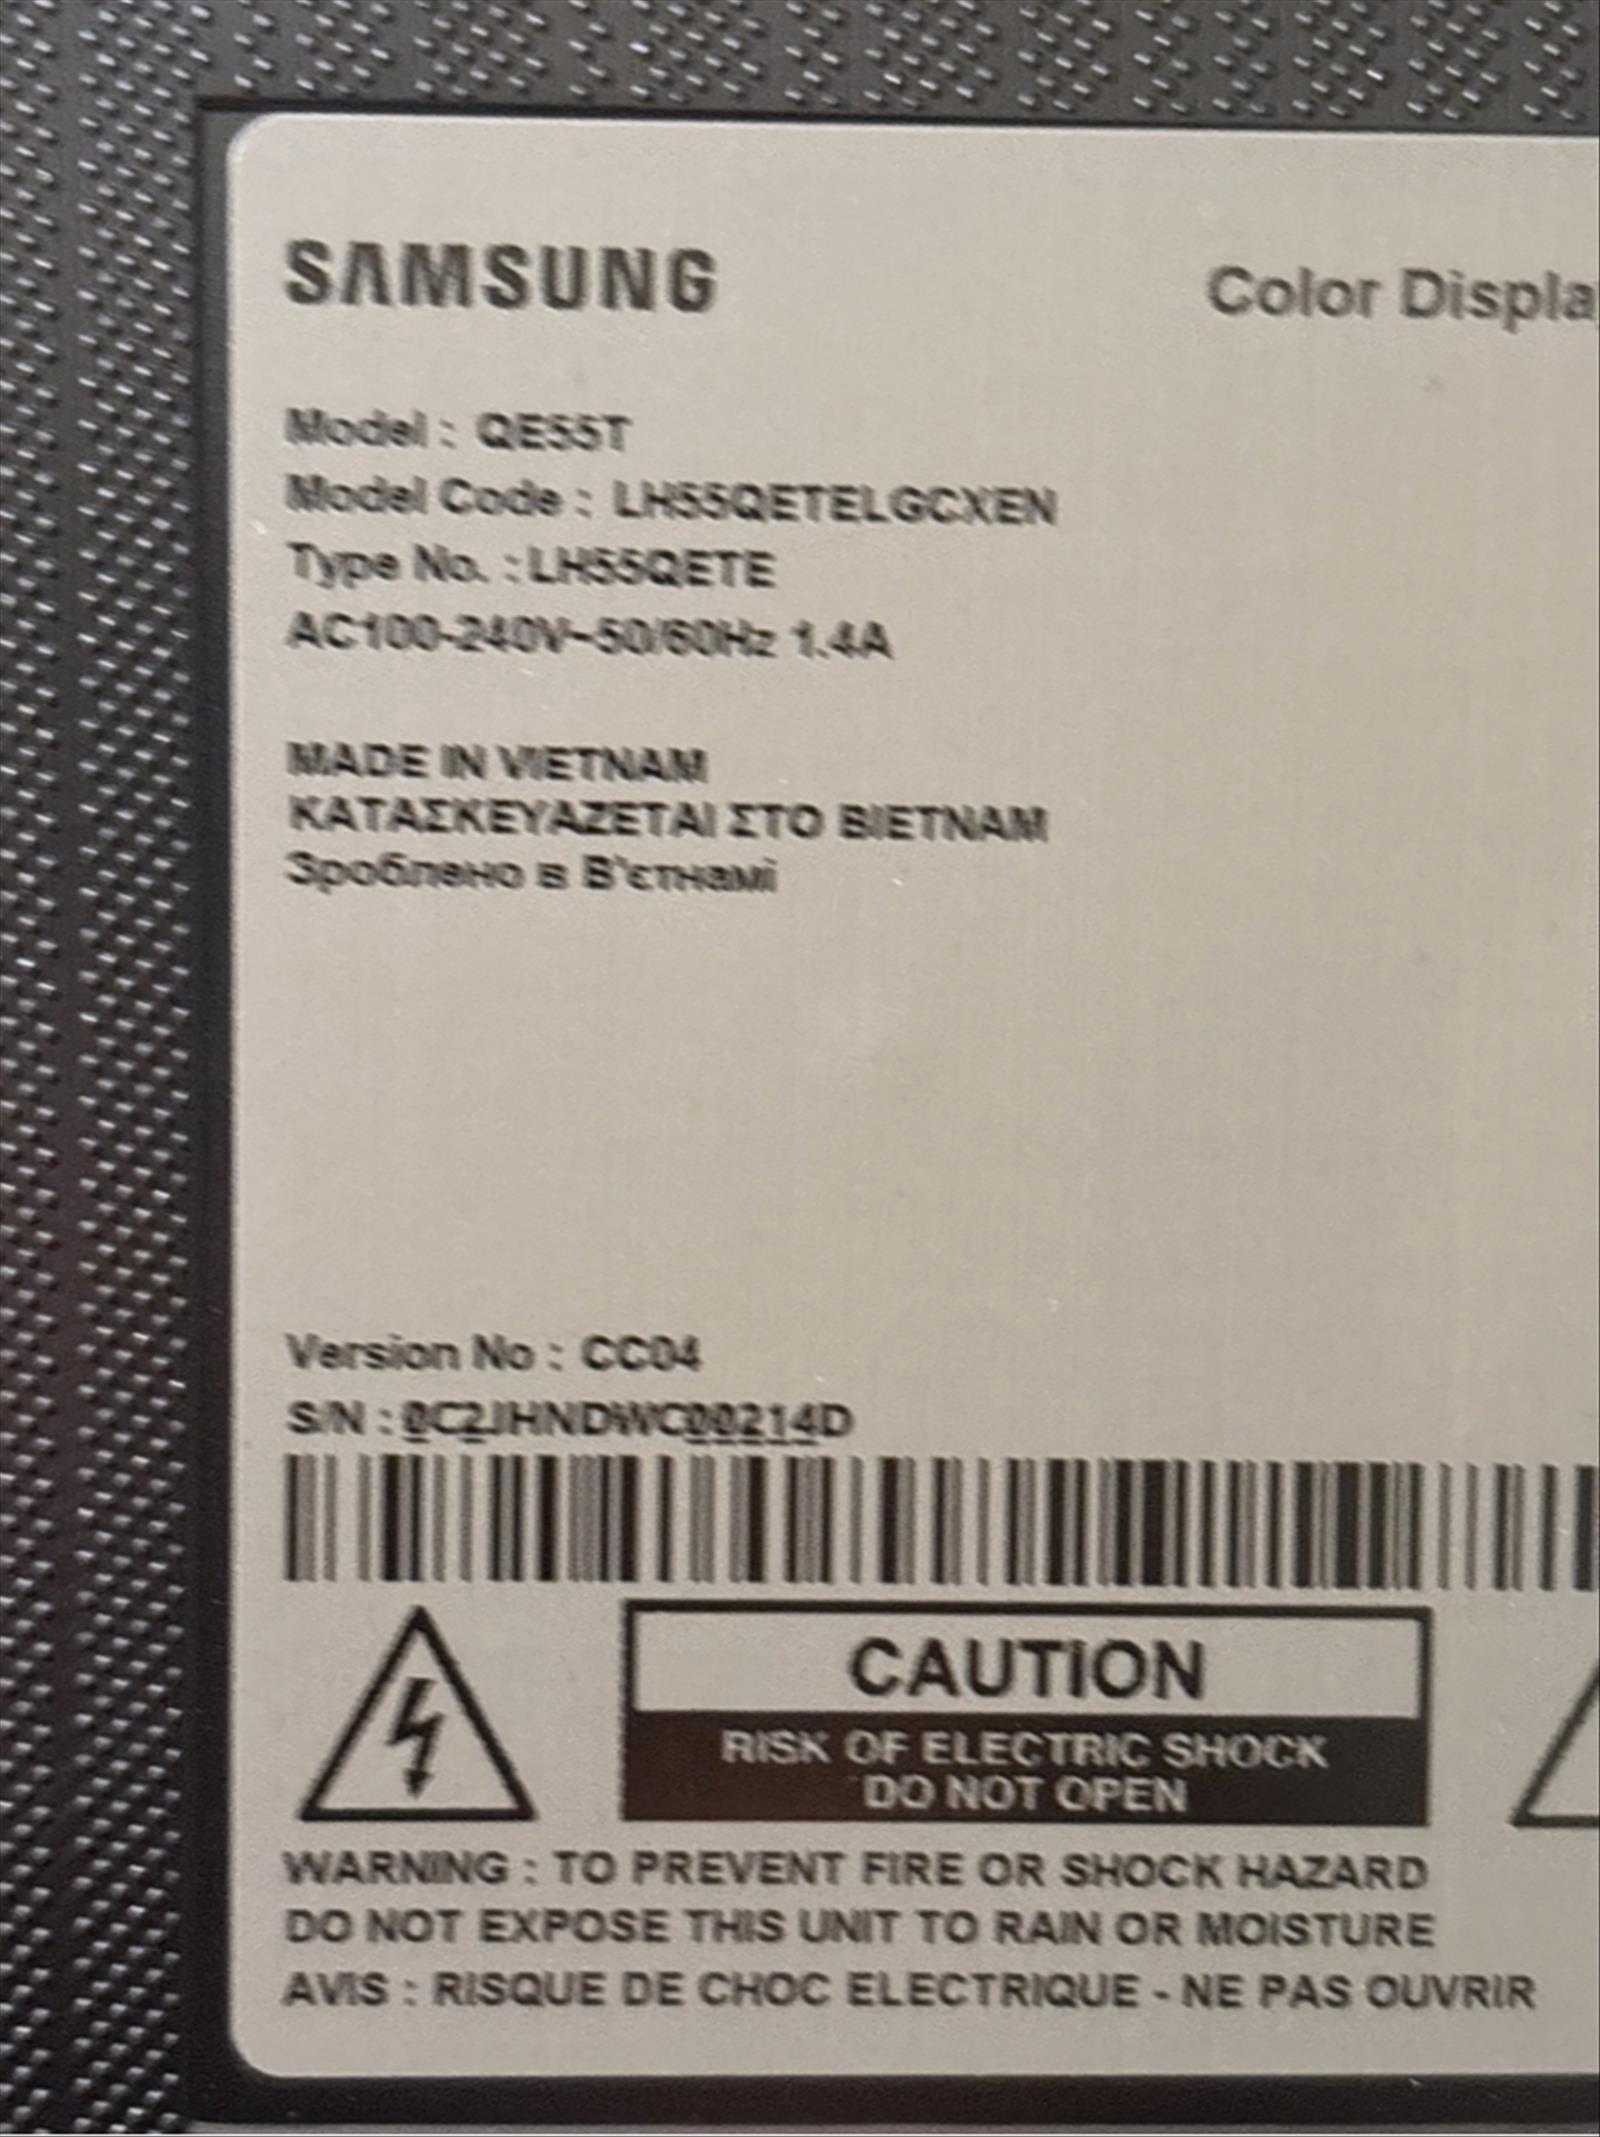 SAMSUNG
Color Displa
Model : QE55T
Model Code : LH55QETELGCXEN
Type No. : LH55QETE
AC100-240V~50/60Hz 1.4A
MADE IN VIETNAM
ΚΑΤΑΣΚΕΥΑΖΕΤΑΙ ΣΤΟ ΒΙΕΤΝΑΜ
Зроблено в В'єтнамі
Version No : CC04
S/N : 0C2JHNDWC00214D
CAUTION
RISK OF ELECTRIC SHOCK
DO NOT OPEN
WARNING : TO PREVENT FIRE OR SHOCK HAZARD
DO NOT EXPOSE THIS UNIT TO RAIN OR MOISTURE
AVIS : RISQUE DE CHOC ELECTRIQUE - NE PAS OUVRIR